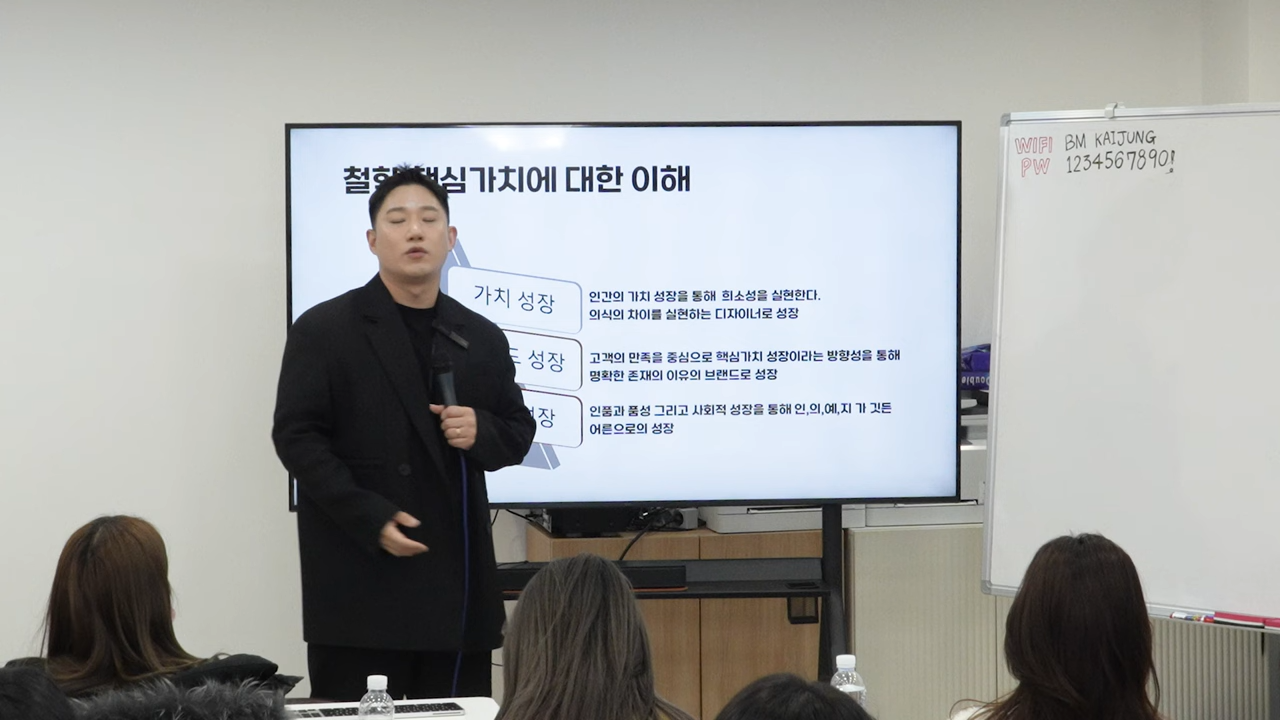 핵심가치에 대한 이해
가치 성장
인간의 가치 성장을 통해 희소성을 실현한다.
의식의 차이를 실현하는 디자이너로 성장
성장
고객의 만족을 중심으로 핵심가치 성장이라는 방향성을 통해
명확한 존재의 이유의 브랜드로 성장
성장
인품과 품성 그리고 사회적 성장을 통해 인,의,예,지 가 깃든
어른으로의 성장
WIFI BM KAIJUNG
PW 1234567890!
Double